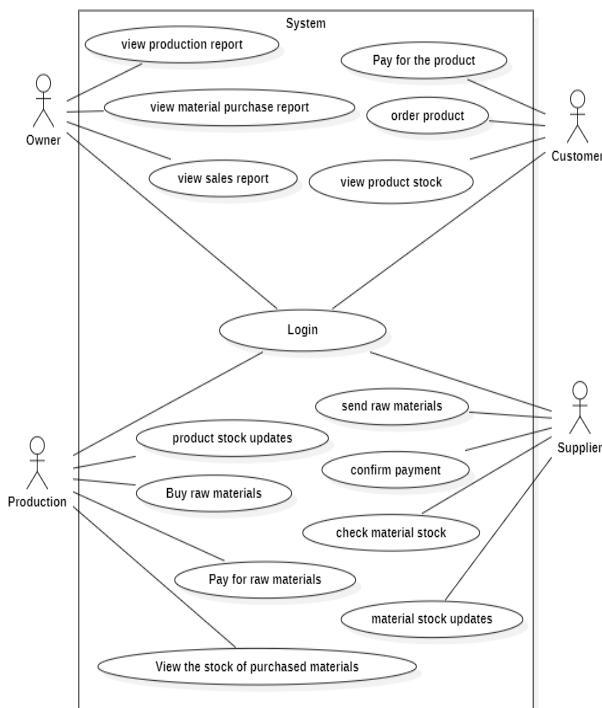 System
view production report
Pay for the product
view material purchase report
order product
Owner
Customer
view sales report
view product stock
Login
send raw materials
product stock updates
Supplier
confirm payment
Buy raw materials
Production
check material stock
Pay for raw materials
material stock updates
View the stock of purchased materials